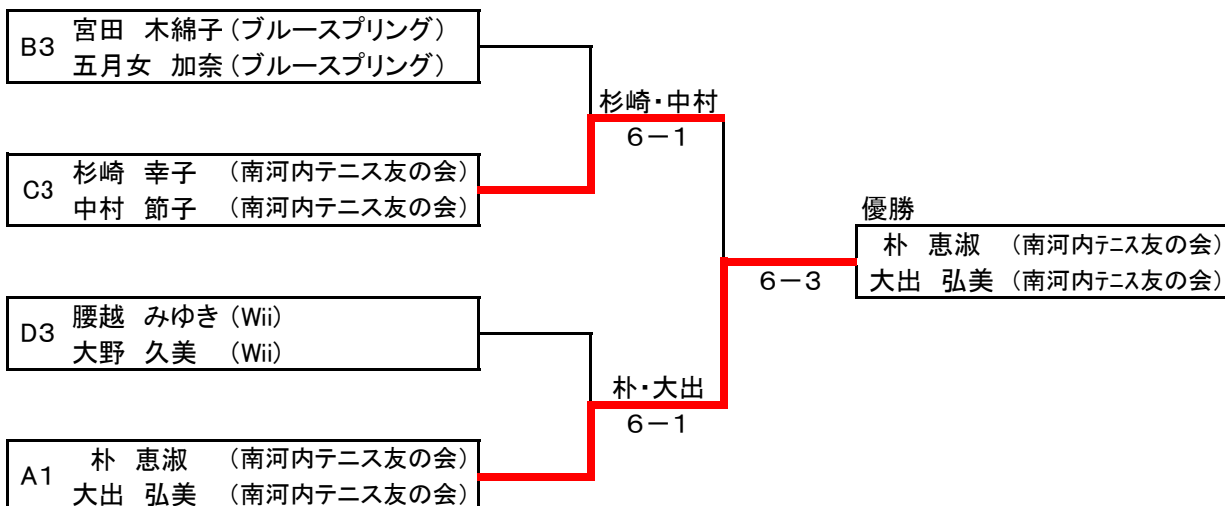 B3 宮田 木綿子(ブルースプリング)
五月女 加奈(ブルースプリング)
杉崎・中村
6-1
C3 杉崎 幸子 (南河内テニス友の会)
中村 節子 (南河内テニス友の会)
優勝
朴 恵淑 (南河内テニス友の会)
大出 弘美 (南河内テニス友の会)
6-3
D3 腰越 みゆき(Wii)
大野 久美 (Wii)
朴・大出
6-1
A1 朴 恵淑 (南河内テニス友の会)
大出 弘美 (南河内テニス友の会)